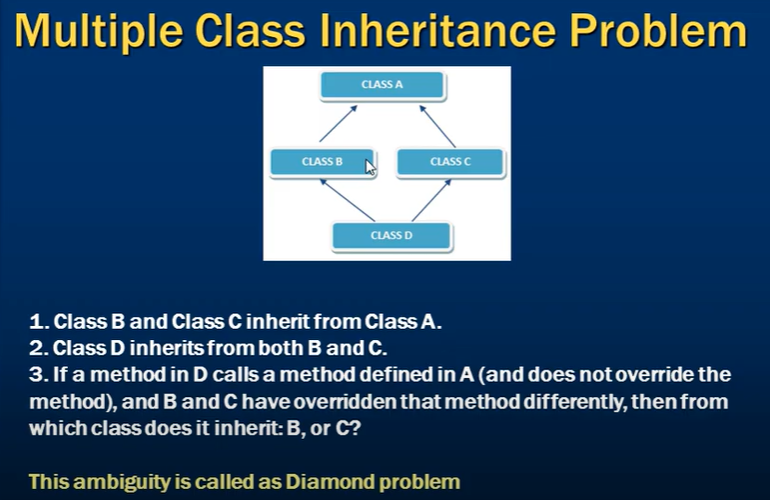 Multiple Class Inheritance Problem
CLASS A
CLASS B
CLASS C
CLASS D
1. Class B and Class C inherit from Class A.
2. Class D inherits from both B and C.
3. If a method in D calls a method defined in A (and does not override the
method), and B and C have overridden that method differently, then from
which class does it inherit: B, or C?
This ambiguity is called as Diamond problem